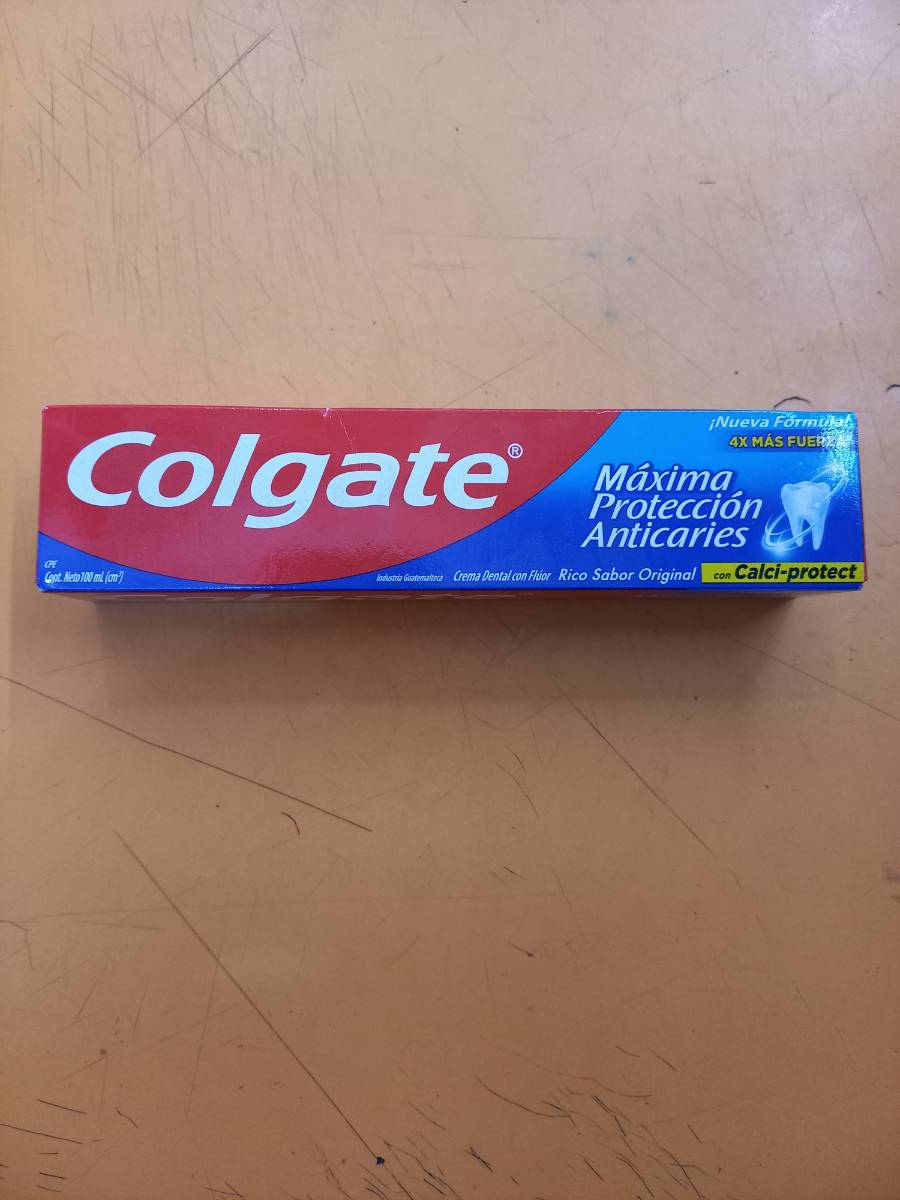 Colgate®
¡Nueva Fórmula!
4X MÁS FUERZA
Máxima
Protección
Anticaries
con Calci-protect
CPE
Cont. Neto 100 mL (cm³)
Industria Guatemalteca
Crema Dental con Flúor
Rico Sabor Original